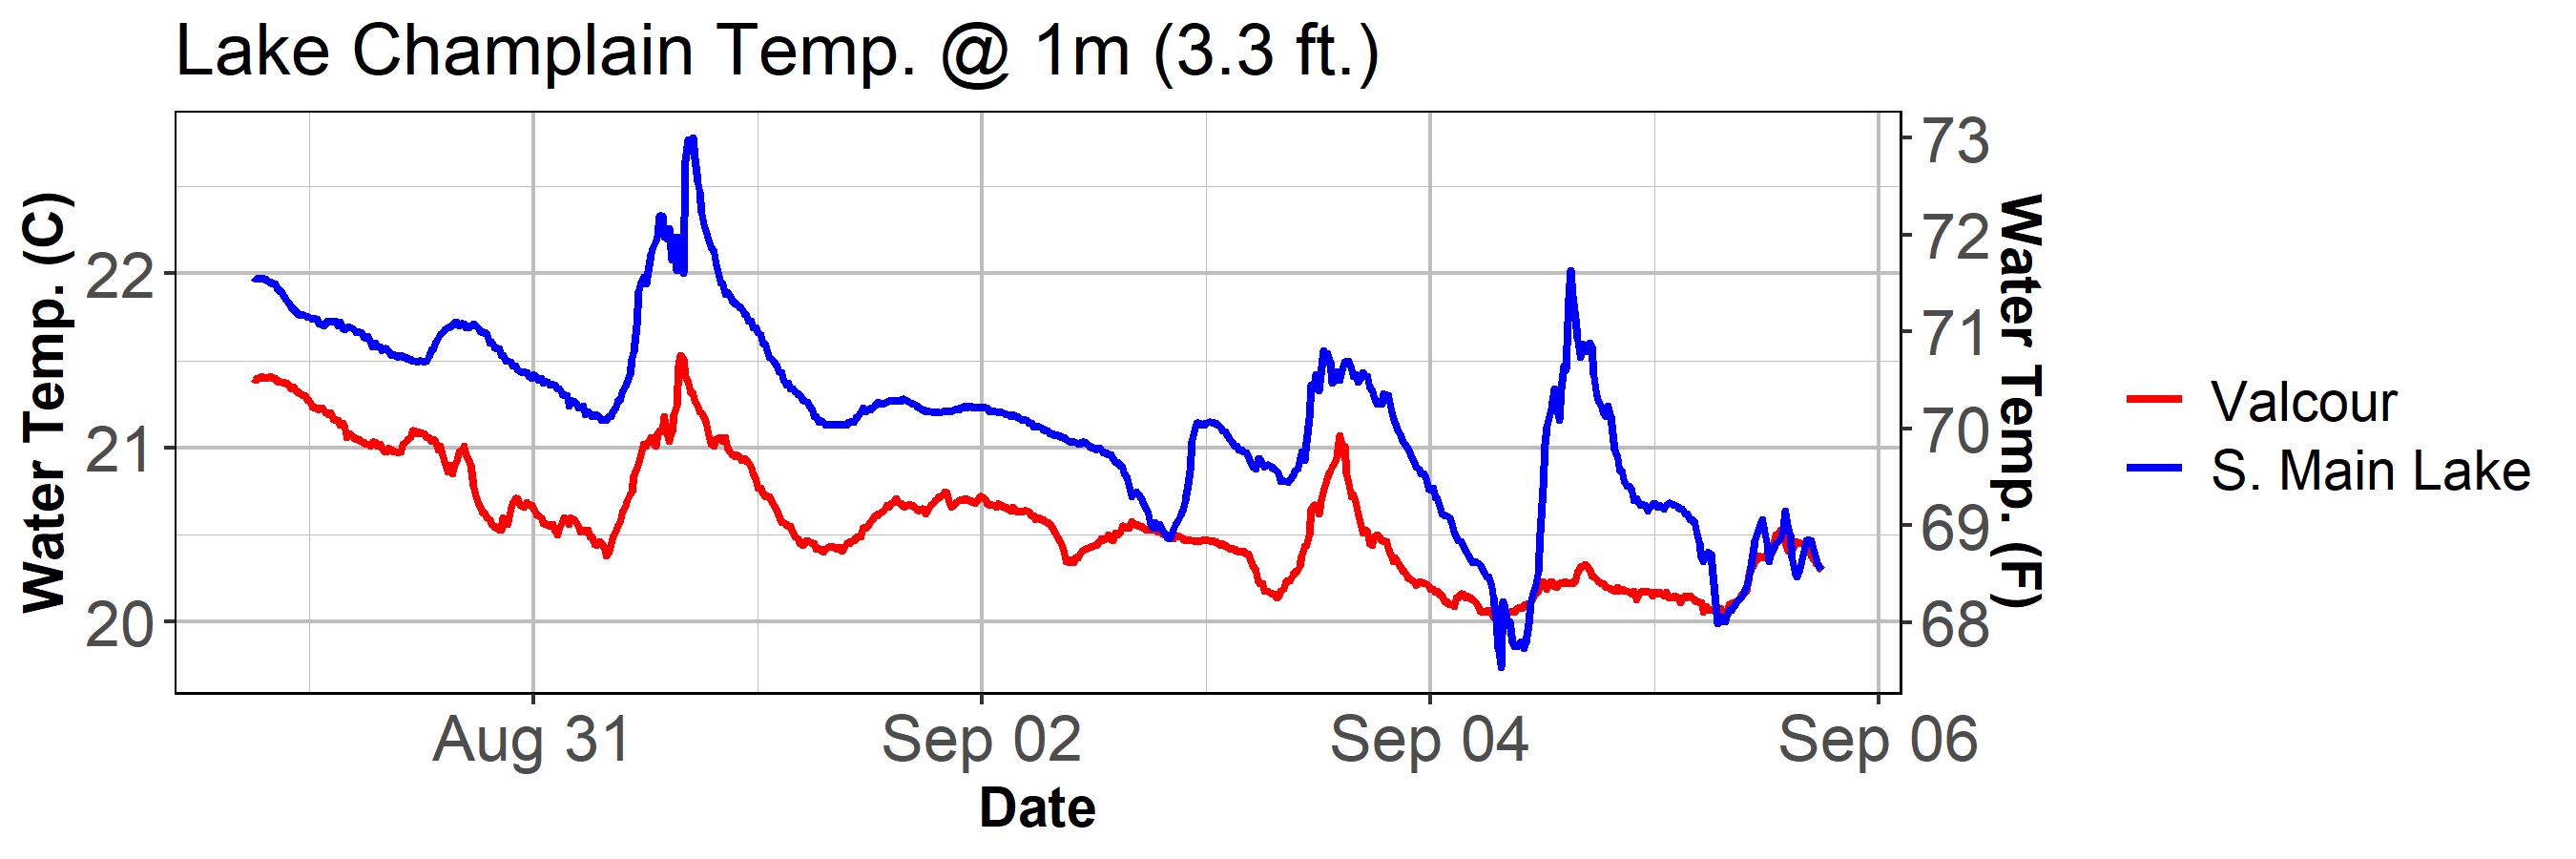 Lake Champlain Temp. @ 1m (3.3 ft.)
Water Temp. (C)
22
21
20
73
72
71
70
69
68
Water Temp. (F)
Valcour
S. Main Lake
Aug 31
Sep 02
Sep 04
Sep 06
Date